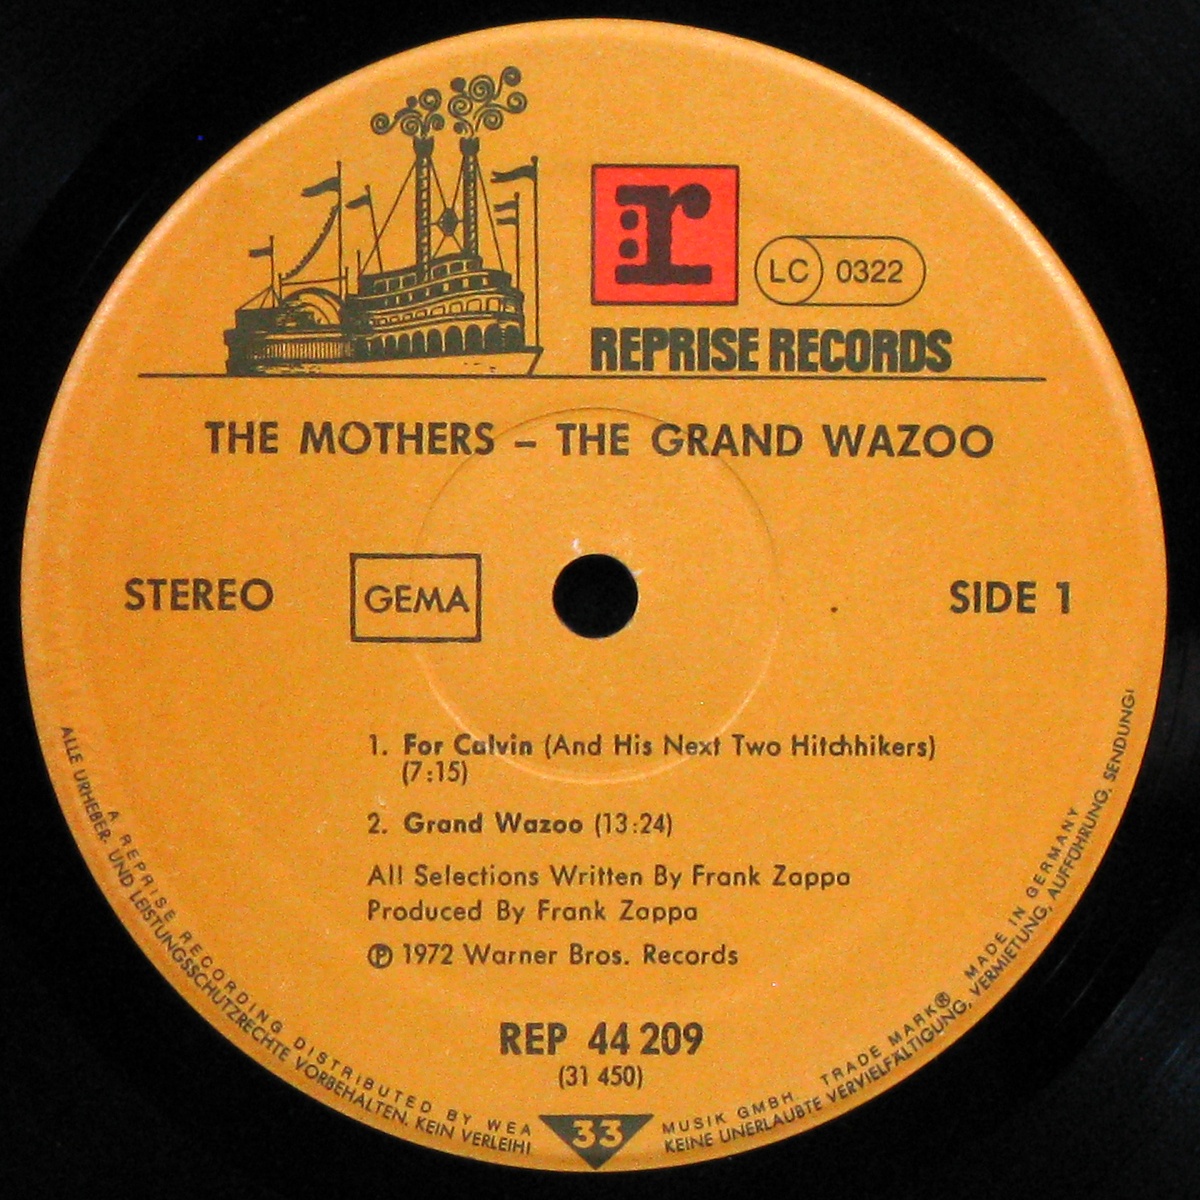 r:
LC 0322
REPRISE RECORDS
THE MOTHERS – THE GRAND WAZOO
STEREO
GEMA
SIDE 1
1. For Calvin (And His Next Two Hitchhikers)
(7:15)
2. Grand Wazoo (13:24)
All Selections Written By Frank Zappa
Produced By Frank Zappa
℗ 1972 Warner Bros. Records
REP 44 209
(31 450)
33
A REPRISE RECORDING DISTRIBUTED BY WEA MUSIK GMBH TRADE MARK® MADE IN GERMANY
ALLE URHEBER- UND LEISTUNGSSCHUTZRECHTE VORBEHALTEN. KEIN VERLEIH! KEINE UNERLAUBTE VERVIELFÄLTIGUNG, VERMIETUNG, AUFFÜHRUNG, SENDUNG!